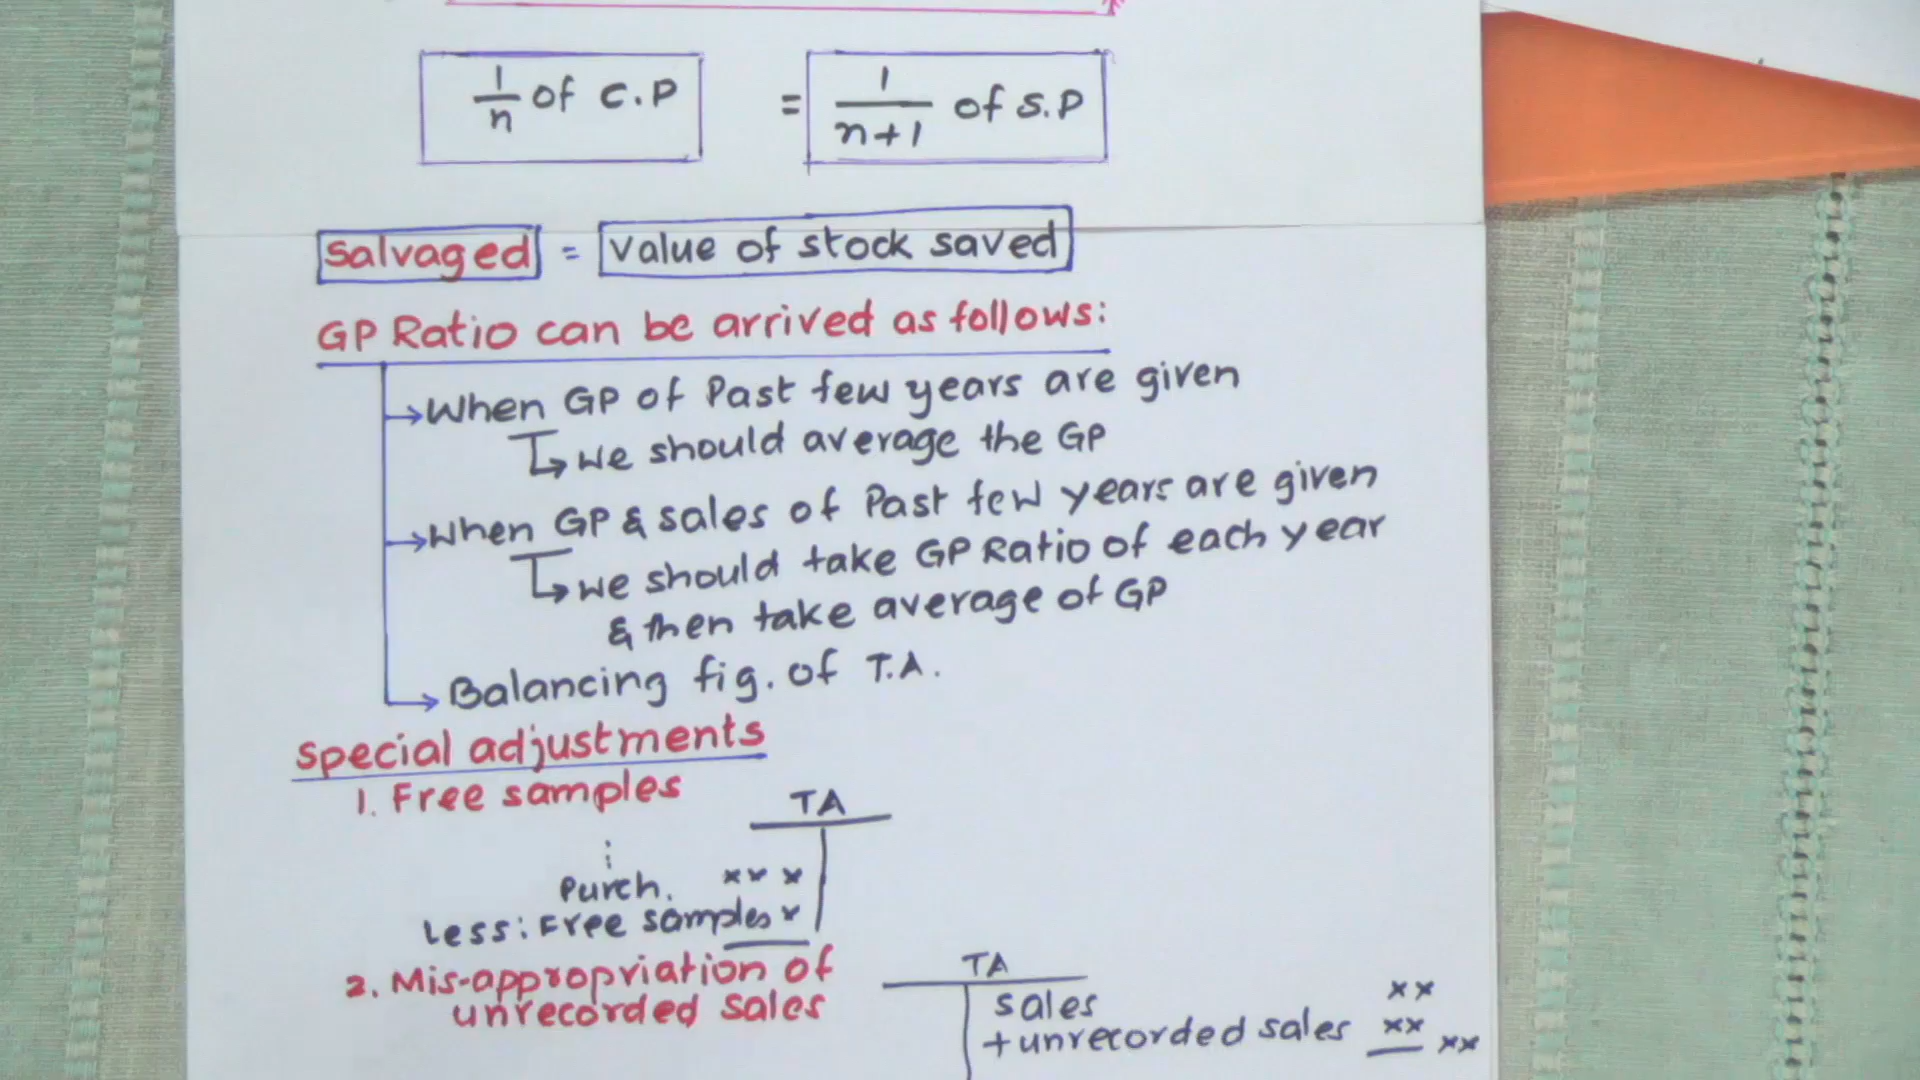 1/n of C.P = 1/n+1 of S.P
Salvaged = Value of stock saved
GP Ratio can be arrived as follows:
→When GP of Past few years are given
↳we should average the GP
→When GP & sales of Past few years are given
↳we should take GP Ratio of each year
& then take average of GP
→ Balancing fig. of T.A.
Special adjustments
1. Free samples
TA
⋮
Purch. xxx
Less: Free samples x
2. Mis-appropriation of
unrecorded sales
TA
sales xx
+unrecorded sales xx xx